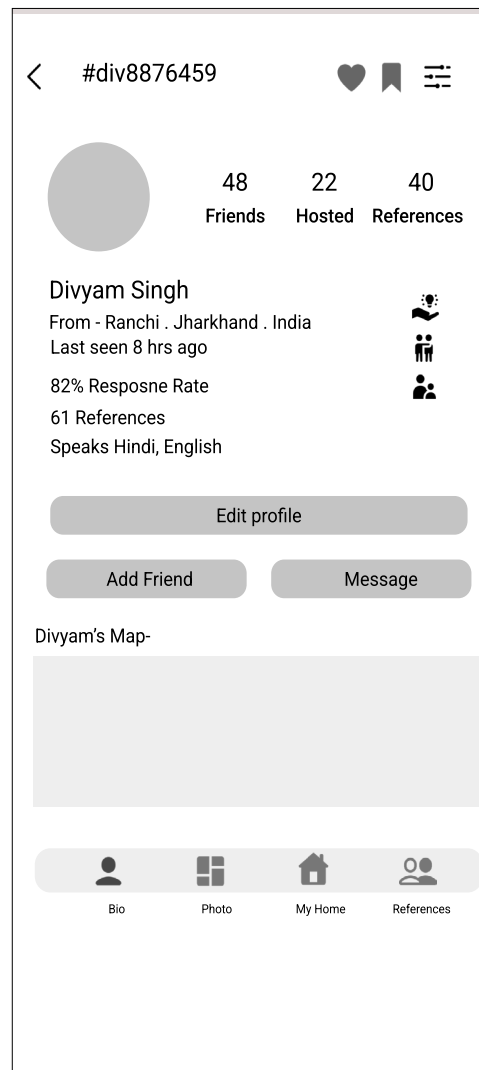 #div8876459
48 22 40
Friends Hosted References
Divyam Singh
From - Ranchi . Jharkhand . India
Last seen 8 hrs ago
82% Resposne Rate
61 References
Speaks Hindi, English
Edit profile
Add Friend Message
Divyam’s Map-
Bio Photo My Home References